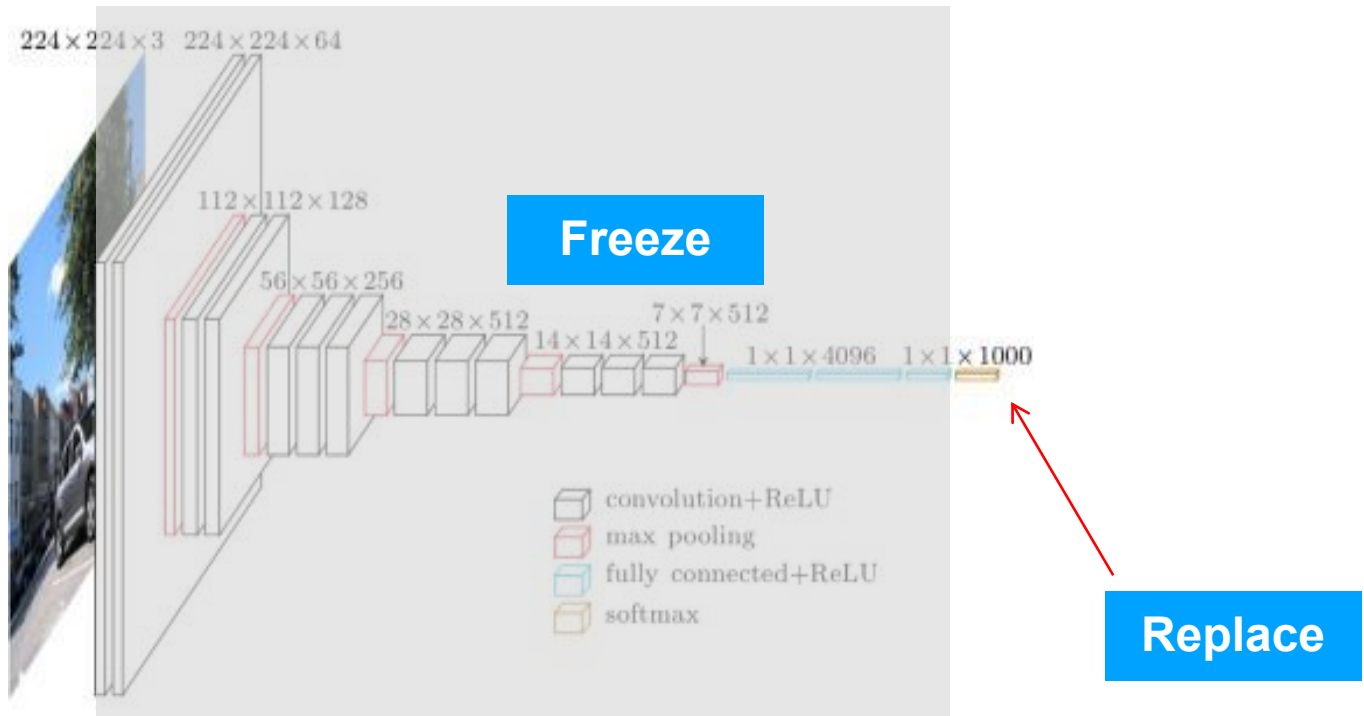 224×224×3 224×224×64
112×112×128
Freeze
56×56×256
28×28×512
7×7×512
14×14×512
1×1×4096 1×1×1000
convolution+ReLU
max pooling
fully connected+ReLU
softmax
Replace